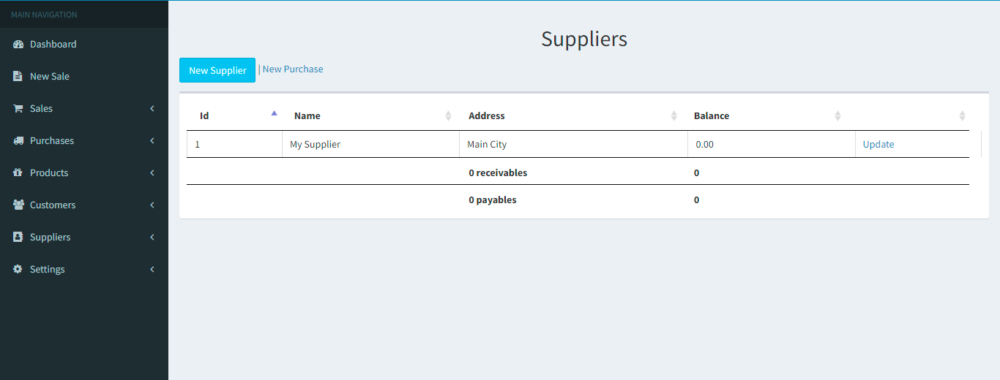 MAIN NAVIGATION
Dashboard
New Sale
Sales
Purchases
Products
Customers
Suppliers
Settings
Suppliers
New Supplier | New Purchase
Id Name Address Balance
1 My Supplier Main City 0.00 Update
0 receivables 0
0 payables 0